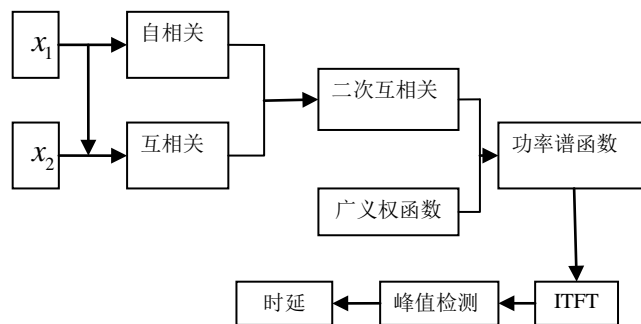 x₁
自相关
二次互相关
x₂
互相关
功率谱函数
广义权函数
时延
峰值检测
ITFT